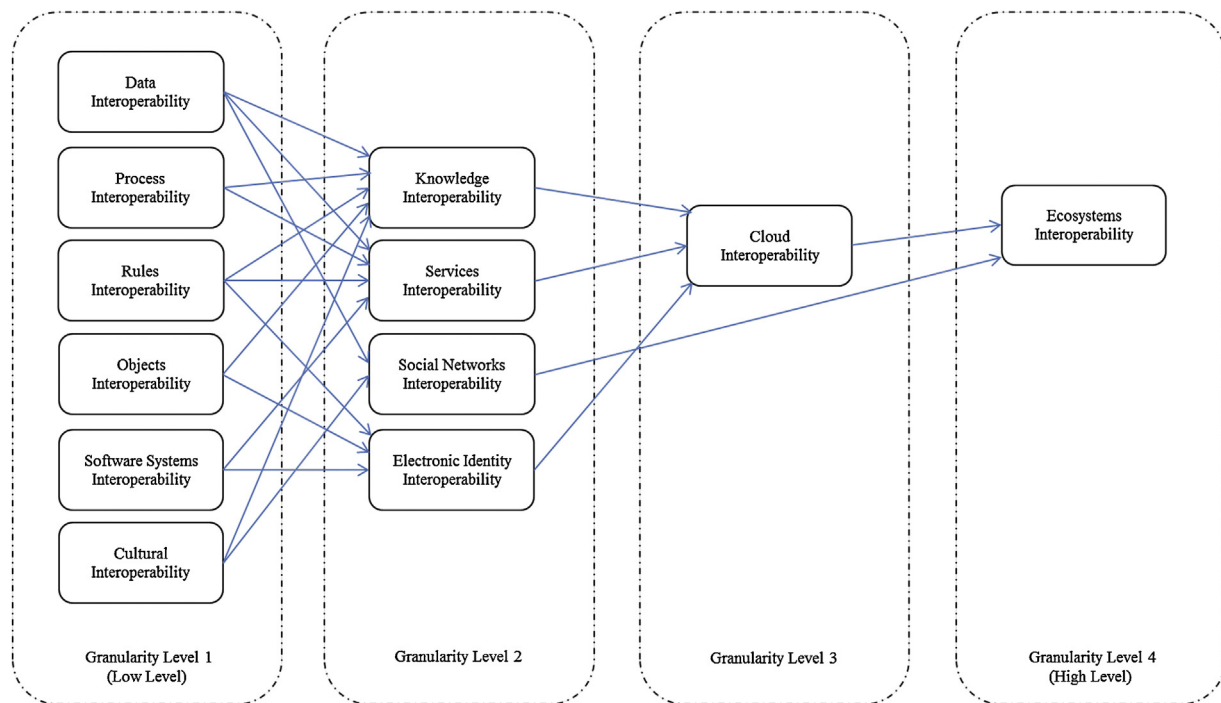 Data
Interoperability
Process
Interoperability
Rules
Interoperability
Objects
Interoperability
Software Systems
Interoperability
Cultural
Interoperability
Granularity Level 1
(Low Level)
Knowledge
Interoperability
Services
Interoperability
Social Networks
Interoperability
Electronic Identity
Interoperability
Granularity Level 2
Cloud
Interoperability
Granularity Level 3
Ecosystems
Interoperability
Granularity Level 4
(High Level)